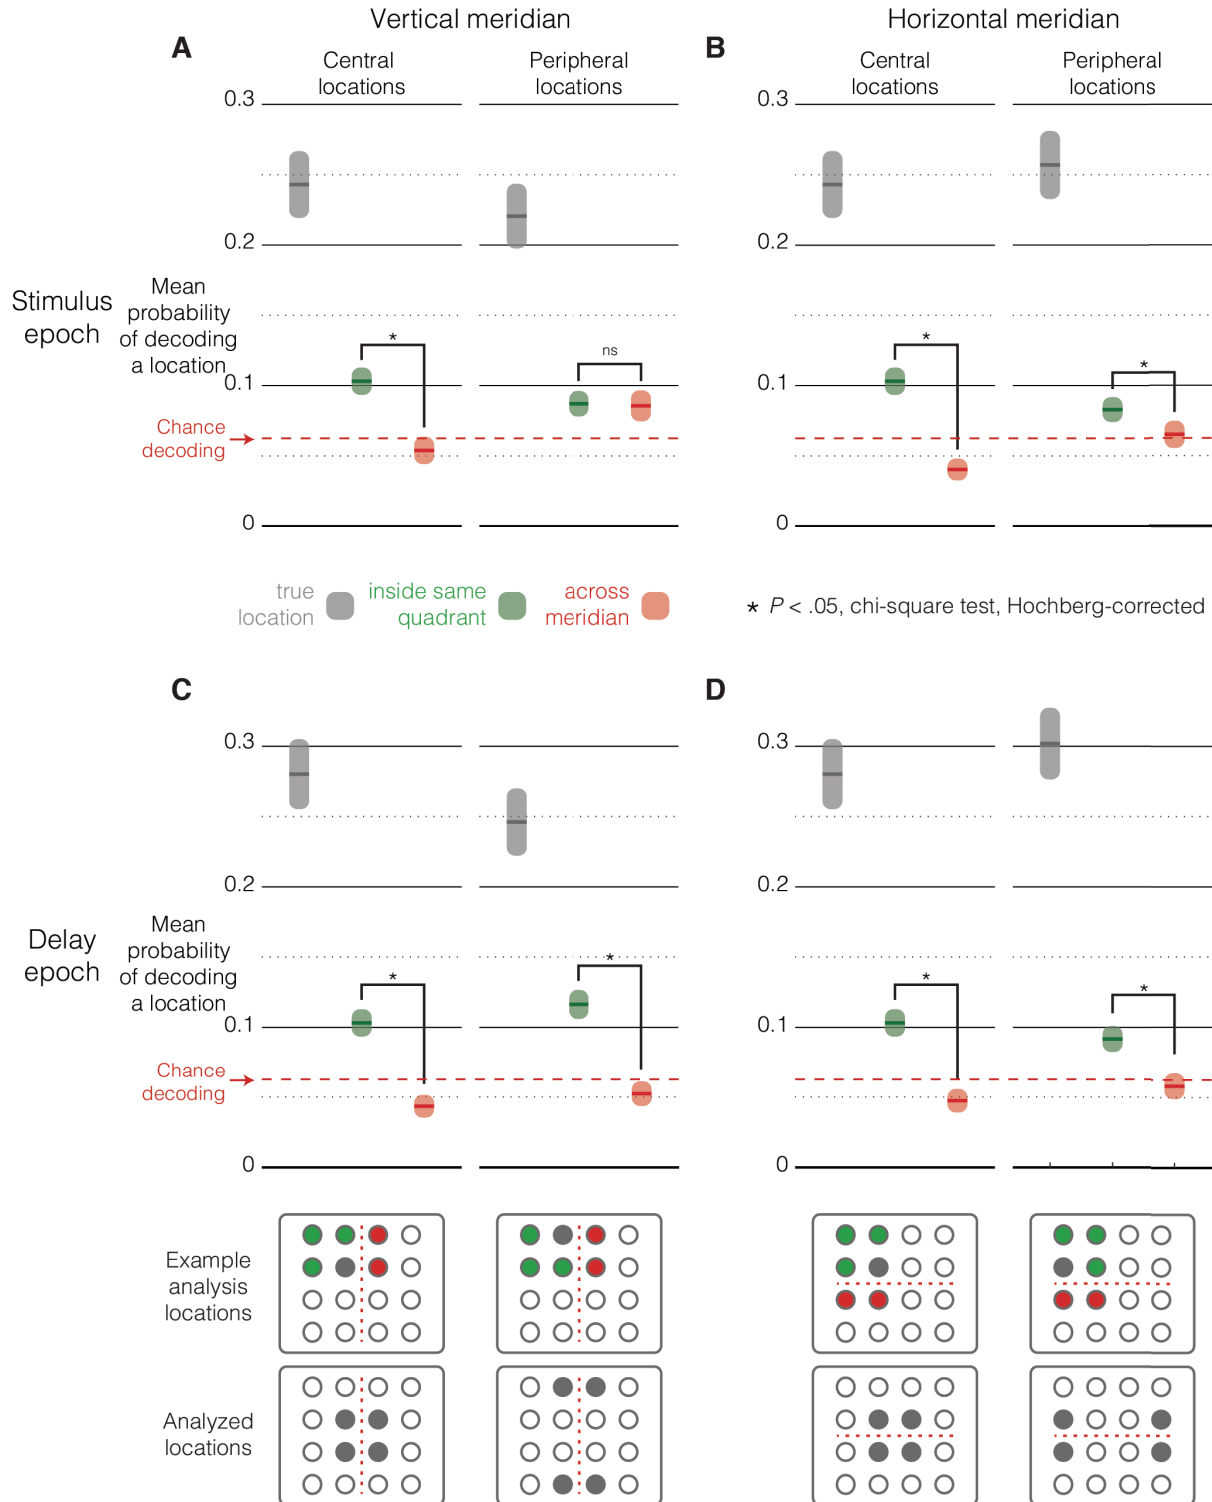 Vertical meridian
Horizontal meridian
A
B
Central
locations
Peripheral
locations
Central
locations
Peripheral
locations
0.3
0.3
0.2
0.2
Stimulus
epoch
Mean
probability
of decoding
a location
*
ns
*
*
0.1
0.1
Chance
decoding
0
0
true
location
inside same
quadrant
across
meridian
* P < .05, chi-square test, Hochberg-corrected
C
D
0.3
0.3
0.2
0.2
Delay
epoch
Mean
probability
of decoding
a location
*
*
*
*
0.1
0.1
Chance
decoding
0
0
Example
analysis
locations
Analyzed
locations